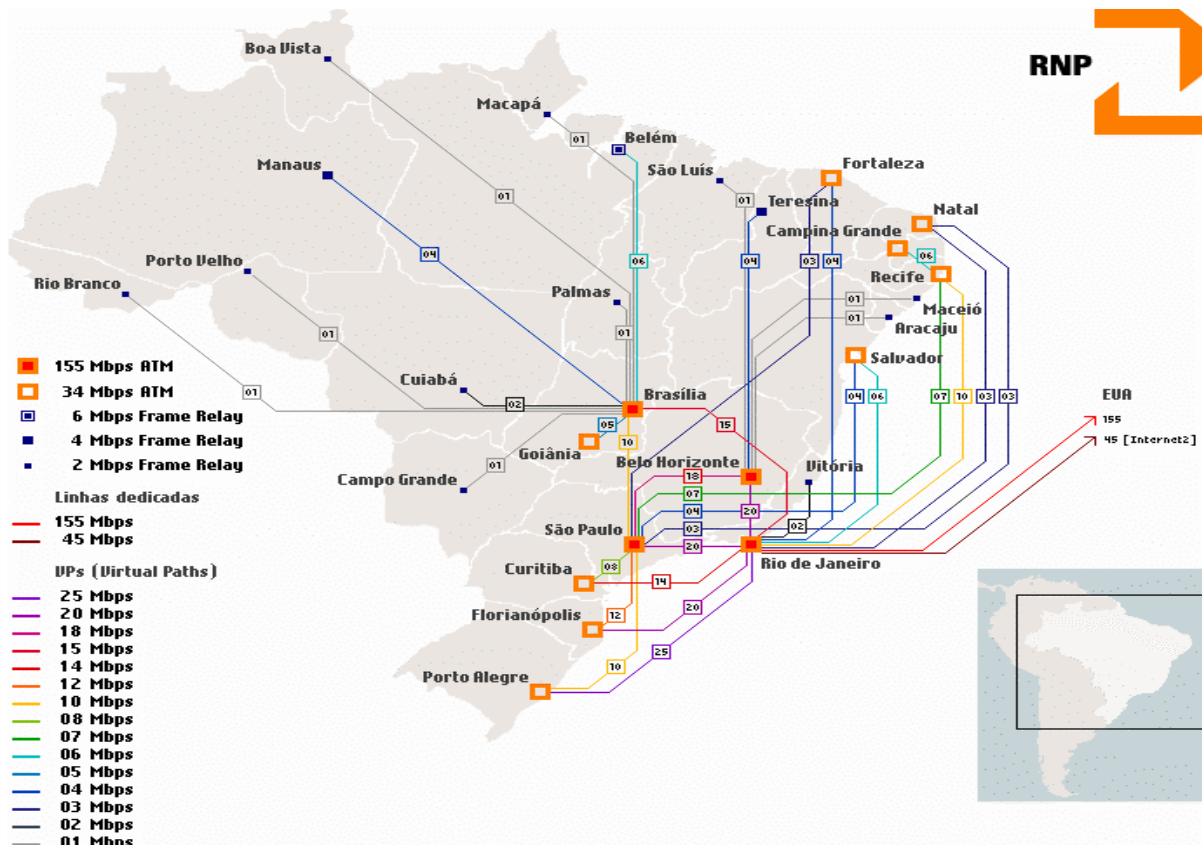 RNP
Boa Vista
Macapá
01
Belém
Manaus
São Luís
Fortaleza
01
01
Teresina
Natal
Campina Grande
04
06
04
03
04
06
Porto Velho
Recife
Rio Branco
Palmas
01
Maceió
01
Aracaju
01
01
Salvador
155 Mbps ATM
34 Mbps ATM
6 Mbps Frame Relay
4 Mbps Frame Relay
2 Mbps Frame Relay
Cuiabá
01
02
Brasília
04
06
07
10
03
03
EUA
155
45 [Internet2]
05
15
10
Goiânia
Belo Horizonte
01
Vitória
Campo Grande
18
07
Linhas dedicadas
155 Mbps
45 Mbps
04
20
São Paulo
03
02
20
Rio de Janeiro
Curitiba
08
14
VPs (Virtual Paths)
25 Mbps
20 Mbps
18 Mbps
15 Mbps
14 Mbps
12 Mbps
10 Mbps
08 Mbps
07 Mbps
06 Mbps
05 Mbps
04 Mbps
03 Mbps
02 Mbps
01 Mbps
Florianópolis
12
20
25
10
Porto Alegre